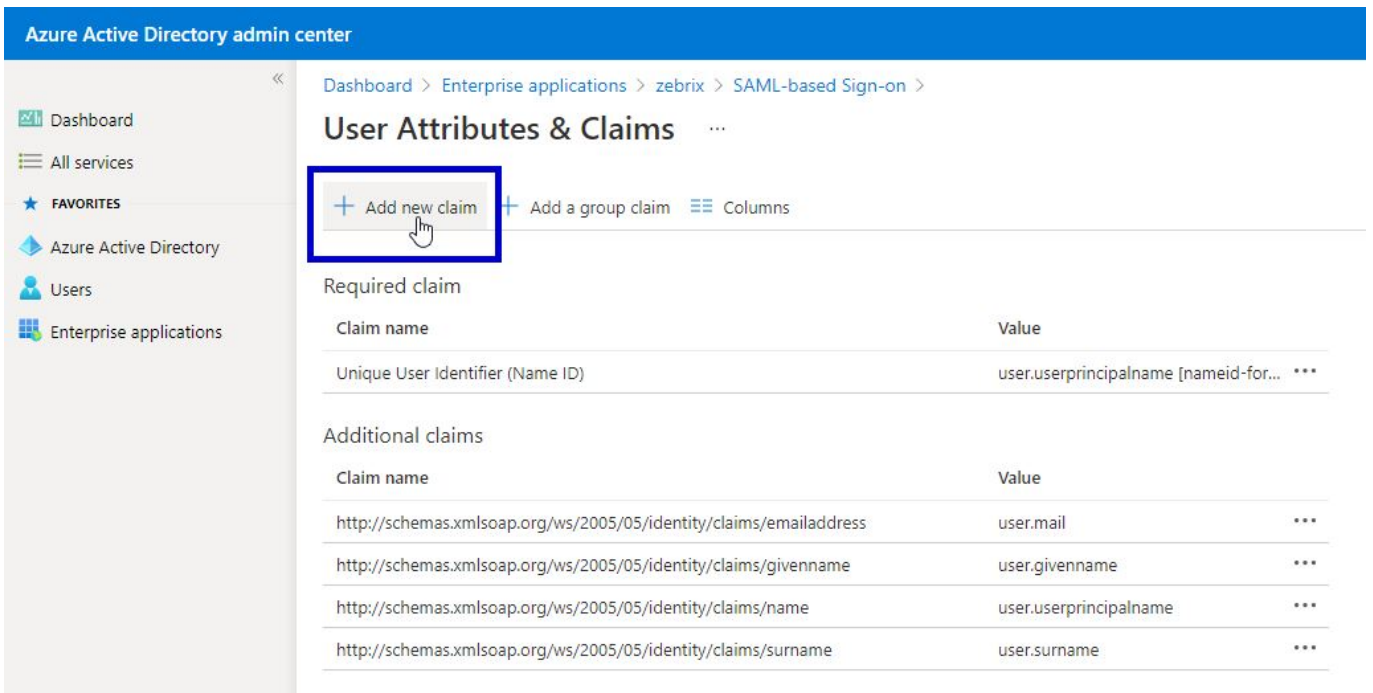 Azure Active Directory admin center
«
Dashboard
All services
FAVORITES
Azure Active Directory
Users
Enterprise applications
Dashboard > Enterprise applications > zebrix > SAML-based Sign-on >
User Attributes & Claims ...
+ Add new claim + Add a group claim Columns
Required claim
Claim name Value
Unique User Identifier (Name ID) user.userprincipalname [nameid-for... ...
Additional claims
Claim name Value
http://schemas.xmlsoap.org/ws/2005/05/identity/claims/emailaddress user.mail ...
http://schemas.xmlsoap.org/ws/2005/05/identity/claims/givenname user.givenname ...
http://schemas.xmlsoap.org/ws/2005/05/identity/claims/name user.userprincipalname ...
http://schemas.xmlsoap.org/ws/2005/05/identity/claims/surname user.surname ...